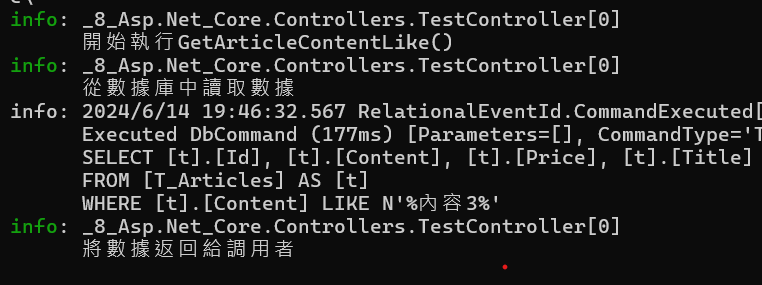 info: _8_Asp.Net_Core.Controllers.TestController[0]
開始執行GetArticleContentLike()
info: _8_Asp.Net_Core.Controllers.TestController[0]
從數據庫中讀取數據
info: 2024/6/14 19:46:32.567 RelationalEventId.CommandExecuted[
Executed DbCommand (177ms) [Parameters=[], CommandType='T
SELECT [t].[Id], [t].[Content], [t].[Price], [t].[Title]
FROM [T_Articles] AS [t]
WHERE [t].[Content] LIKE N'%內容3%'
info: _8_Asp.Net_Core.Controllers.TestController[0]
將數據返回給調用者